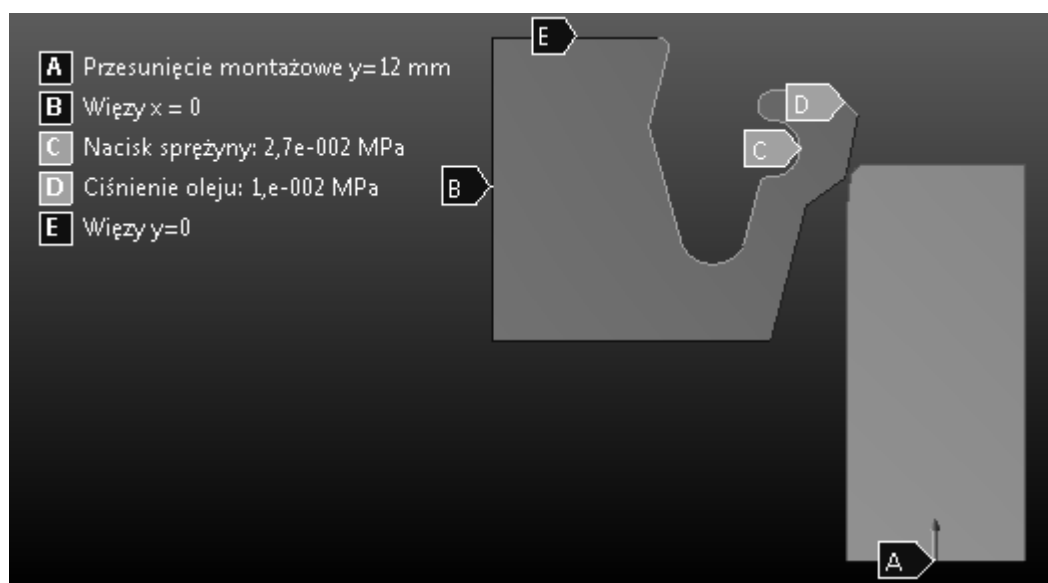 E
A Przesunięcie montażowe y=12 mm
B Więzy x = 0
C Nacisk sprężyny: 2,7e-002 MPa
D Ciśnienie oleju: 1,e-002 MPa
E Więzy y=0
D
C
B
A